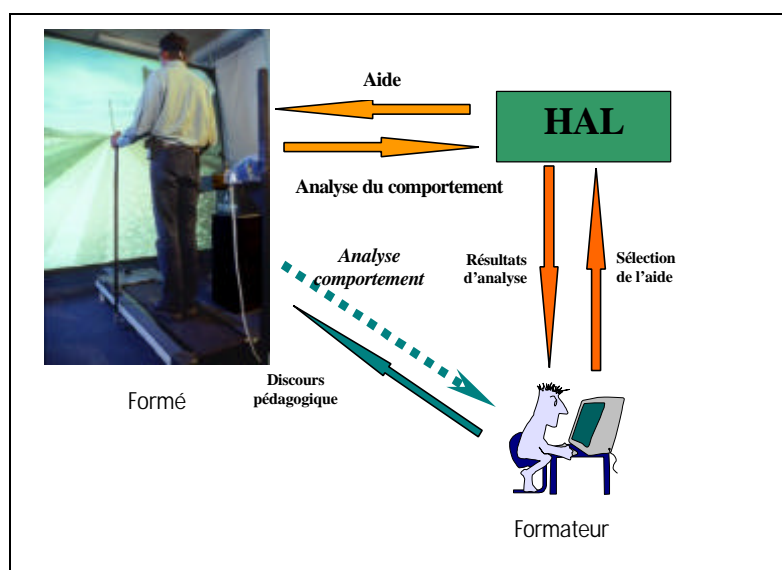 Aide
HAL
Analyse du comportement
Analyse
comportement
Résultats
d'analyse
Sélection
de l'aide
Discours
pédagogique
Formé
Formateur